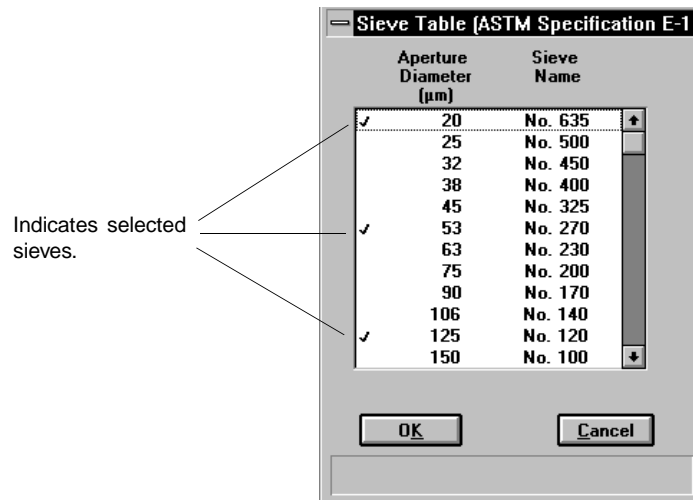 Sieve Table (ASTM Specification E-1
Aperture Diameter (µm) Sieve Name
20 No. 635
25 No. 500
32 No. 450
38 No. 400
45 No. 325
53 No. 270
63 No. 230
75 No. 200
90 No. 170
106 No. 140
125 No. 120
150 No. 100
Indicates selected
sieves.
OK Cancel